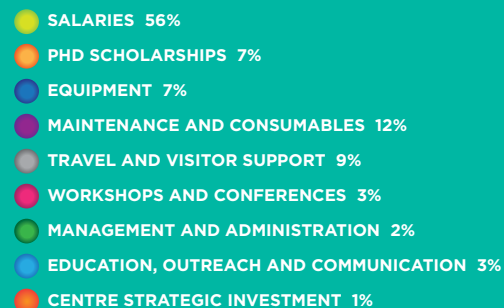 SALARIES 56%
PHD SCHOLARSHIPS 7%
EQUIPMENT 7%
MAINTENANCE AND CONSUMABLES 12%
TRAVEL AND VISITOR SUPPORT 9%
WORKSHOPS AND CONFERENCES 3%
MANAGEMENT AND ADMINISTRATION 2%
EDUCATION, OUTREACH AND COMMUNICATION 3%
CENTRE STRATEGIC INVESTMENT 1%